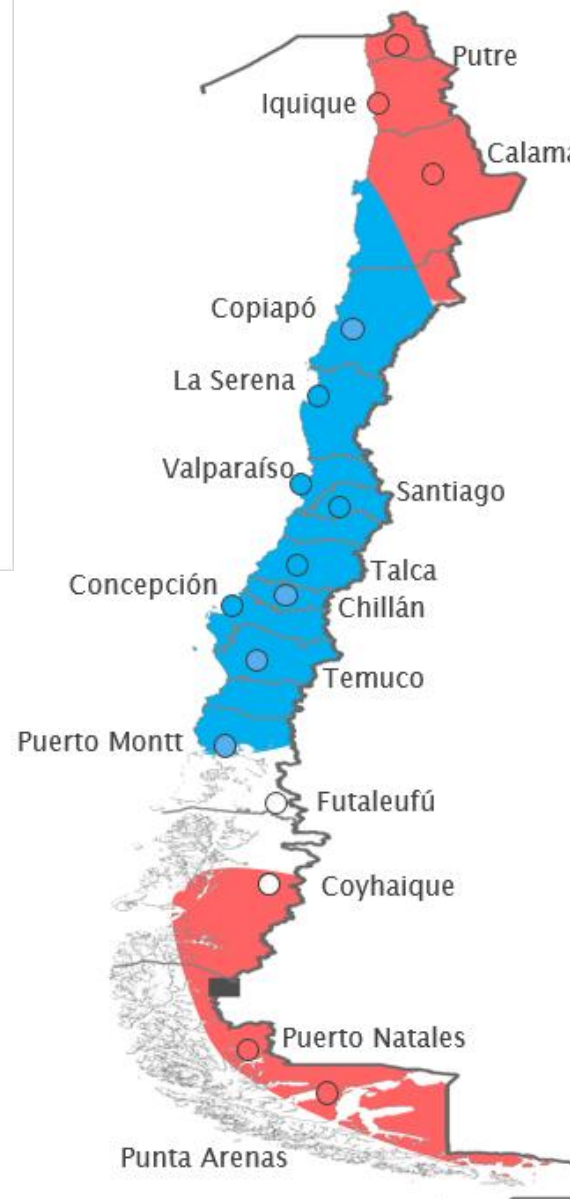 Putre
Iquique
Calama
Copiapó
La Serena
Valparaíso
Santiago
Talca
Concepción
Chillán
Temuco
Puerto Montt
Futaleufú
Coyhaique
Puerto Natales
Punta Arenas